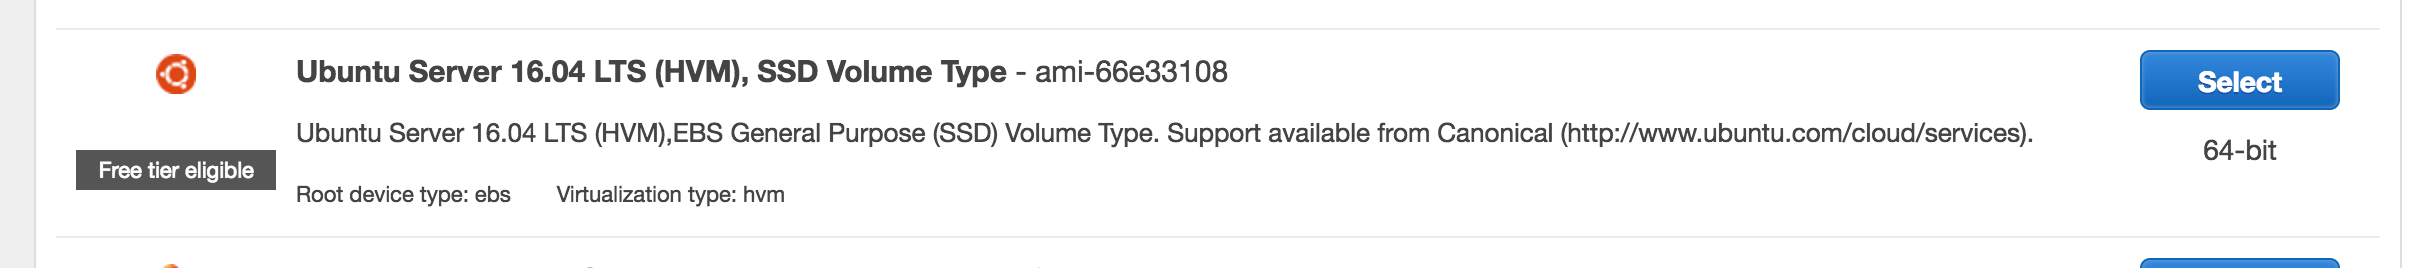 Ubuntu Server 16.04 LTS (HVM), SSD Volume Type - ami-66e33108
Select
Ubuntu Server 16.04 LTS (HVM),EBS General Purpose (SSD) Volume Type. Support available from Canonical (http://www.ubuntu.com/cloud/services).
64-bit
Free tier eligible
Root device type: ebs Virtualization type: hvm